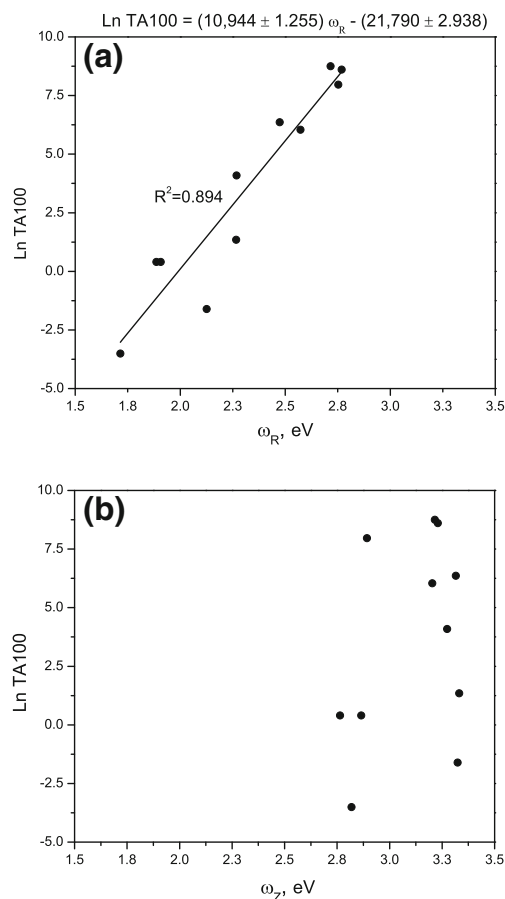 Ln TA100 = (10,944 ± 1.255) ω_R - (21,790 ± 2.938)
(a)
10.0
7.5
5.0
2.5
0.0
-2.5
-5.0
Ln TA100
R²=0.894
1.5 1.8 2.0 2.3 2.5 2.8 3.0 3.3 3.5
ω_R, eV
(b)
10.0
7.5
5.0
2.5
0.0
-2.5
-5.0
Ln TA100
1.5 1.8 2.0 2.3 2.5 2.8 3.0 3.3 3.5
ω_Z, eV